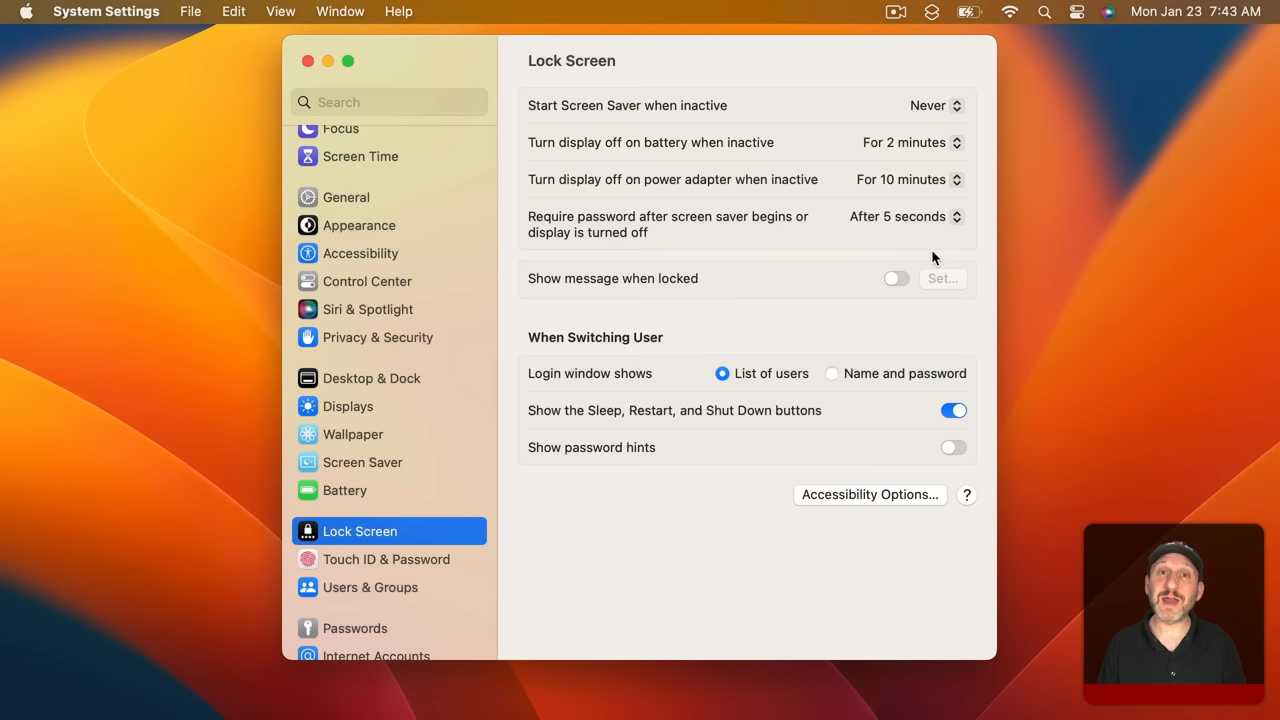 System Settings File Edit View Window Help Mon Jan 23 7:43 AM
Search
Focus
Screen Time
General
Appearance
Accessibility
Control Center
Siri & Spotlight
Privacy & Security
Desktop & Dock
Displays
Wallpaper
Screen Saver
Battery
Lock Screen
Touch ID & Password
Users & Groups
Passwords
Internet Accounts
Lock Screen
Start Screen Saver when inactive Never
Turn display off on battery when inactive For 2 minutes
Turn display off on power adapter when inactive For 10 minutes
Require password after screen saver begins or After 5 seconds
display is turned off
Show message when locked Set...
When Switching User
Login window shows List of users Name and password
Show the Sleep, Restart, and Shut Down buttons
Show password hints
Accessibility Options... ?